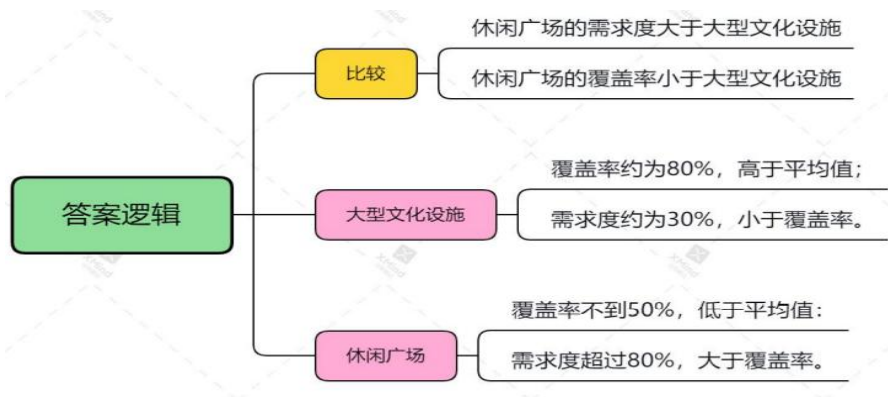 答案逻辑
比较
休闲广场的需求度大于大型文化设施
休闲广场的覆盖率小于大型文化设施
大型文化设施
覆盖率约为80%，高于平均值；
需求度约为30%，小于覆盖率。
休闲广场
覆盖率不到50%，低于平均值：
需求度超过80%，大于覆盖率。